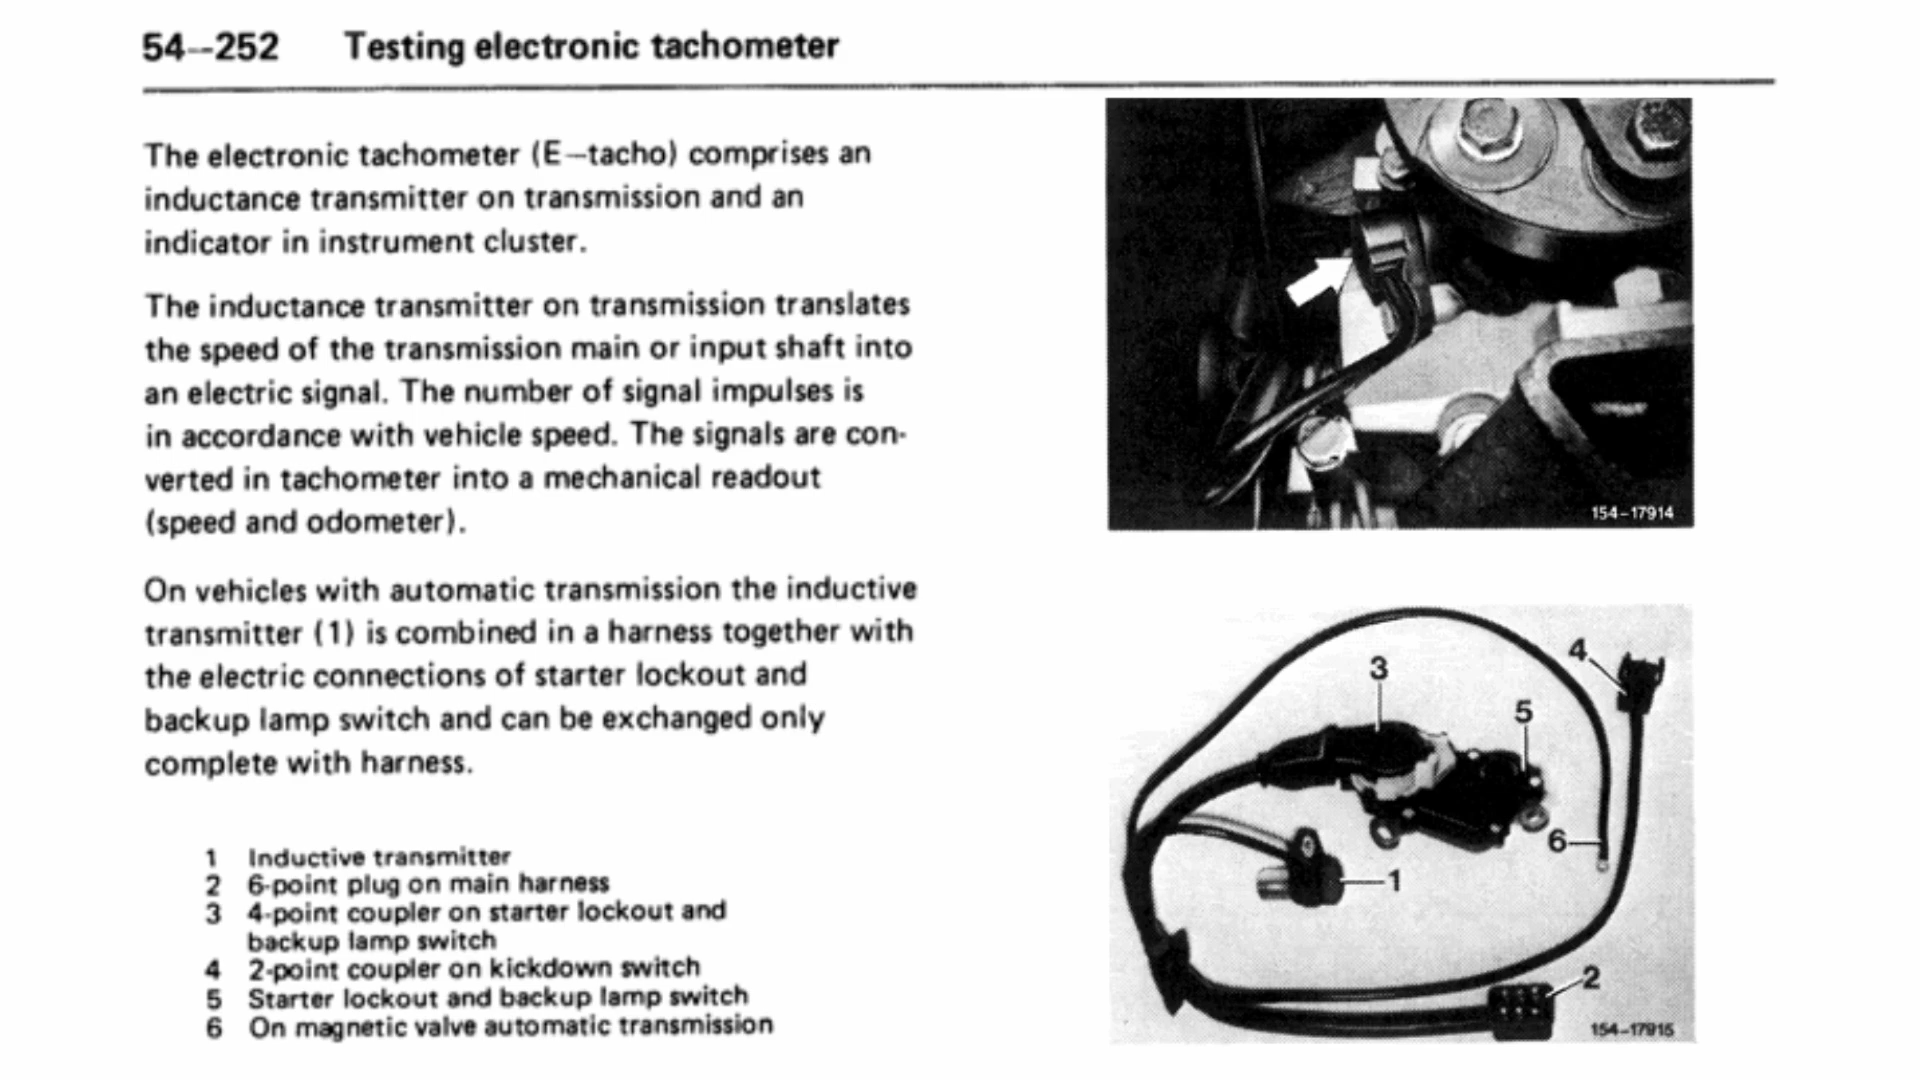 54--252 Testing electronic tachometer
The electronic tachometer (E—tacho) comprises an
inductance transmitter on transmission and an
indicator in instrument cluster.
The inductance transmitter on transmission translates
the speed of the transmission main or input shaft into
an electric signal. The number of signal impulses is
in accordance with vehicle speed. The signals are con-
verted in tachometer into a mechanical readout
(speed and odometer).
On vehicles with automatic transmission the inductive
transmitter (1) is combined in a harness together with
the electric connections of starter lockout and
backup lamp switch and can be exchanged only
complete with harness.
1 Inductive transmitter
2 6-point plug on main harness
3 4-point coupler on starter lockout and
backup lamp switch
4 2-point coupler on kickdown switch
5 Starter lockout and backup lamp switch
6 On magnetic valve automatic transmission
154-17914
3
4
5
6
1
2
154-17915